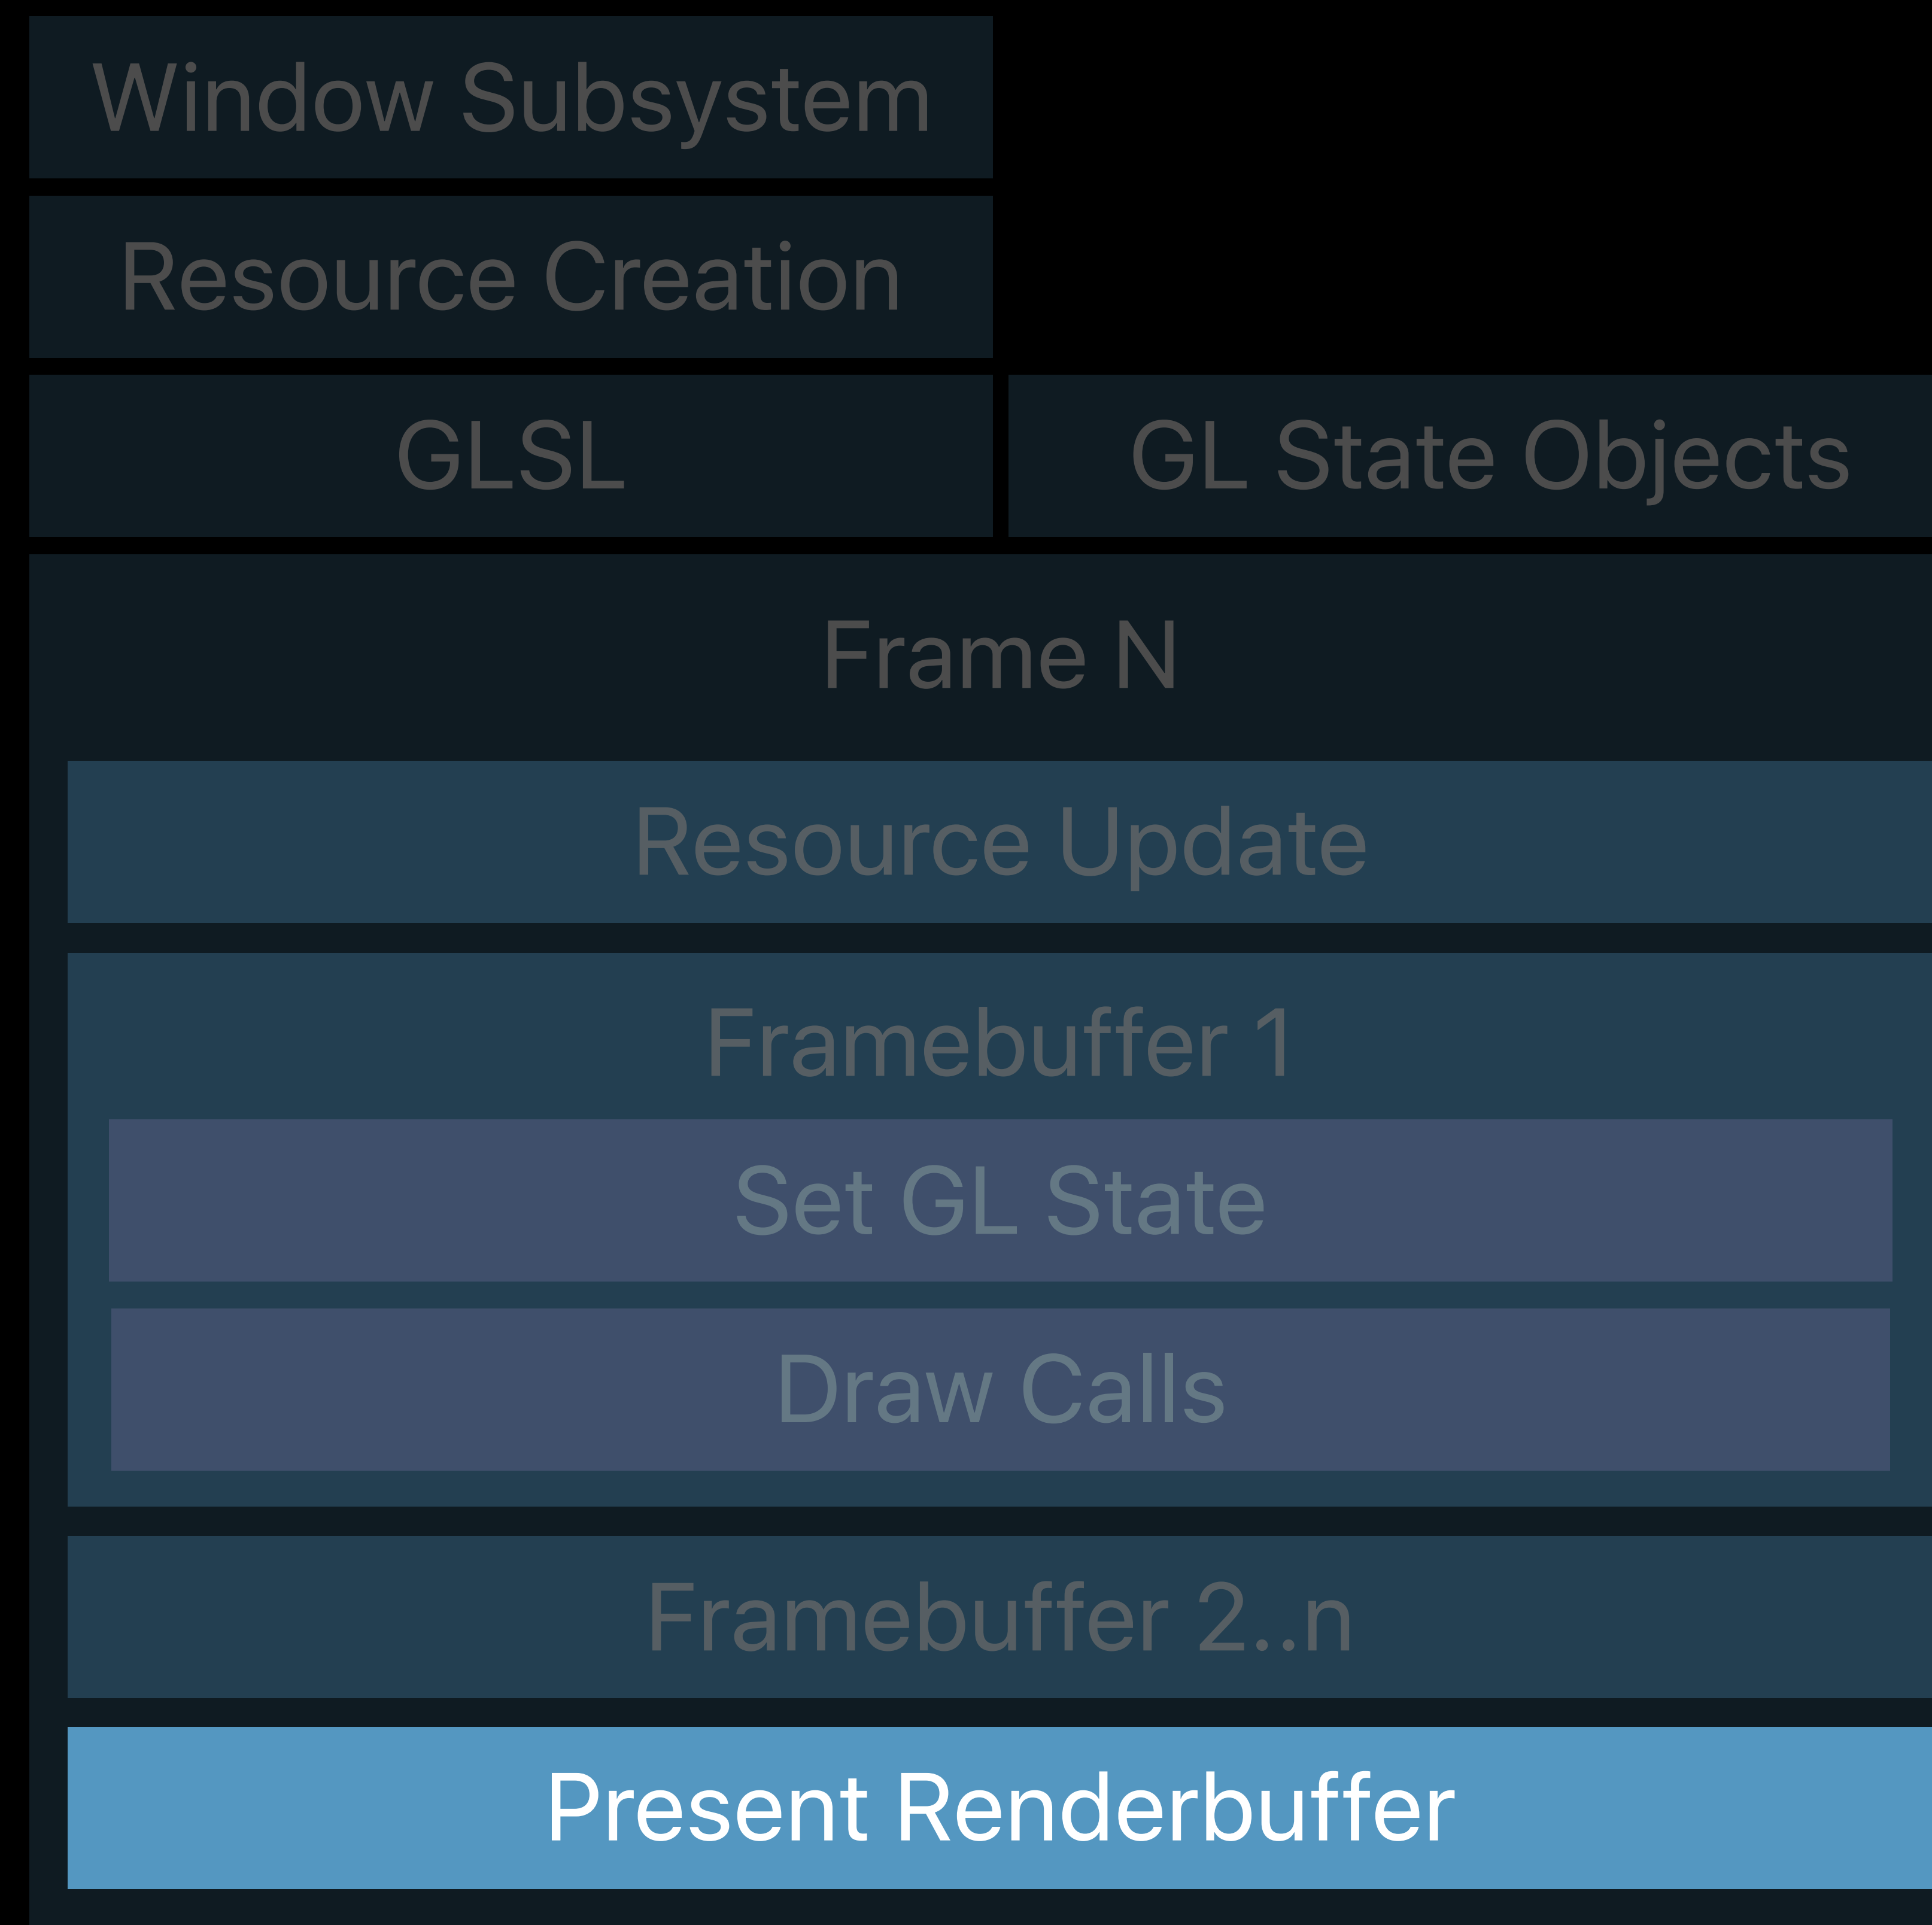 Window Subsystem
Resource Creation
GLSL
GL State Objects
Frame N
Resource Update
Framebuffer 1
Set GL State
Draw Calls
Framebuffer 2..n
Present Renderbuffer